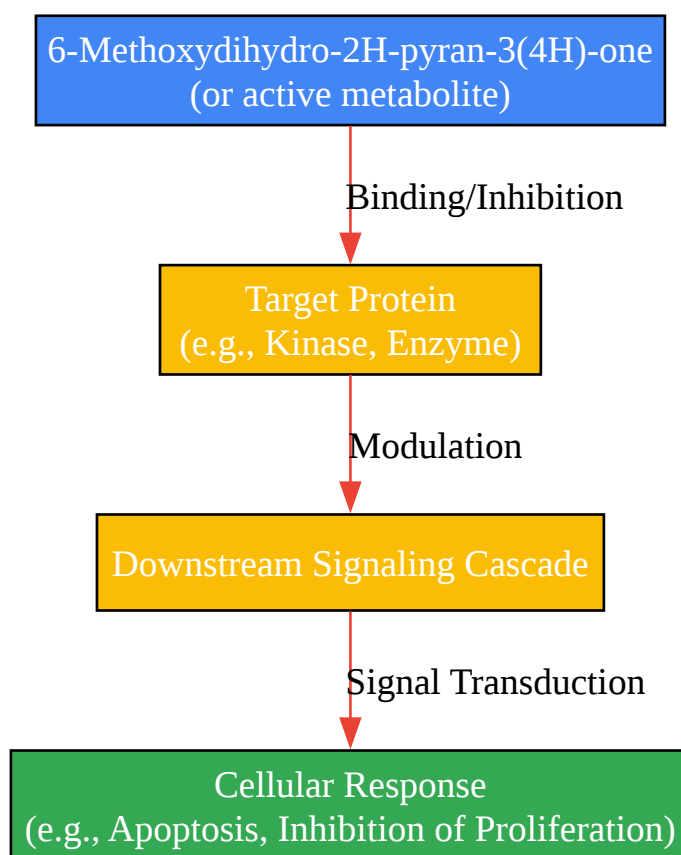 6-Methoxydihydro-2H-pyran-3(4H)-one
(or active metabolite)
Binding/Inhibition
Target Protein
(e.g., Kinase, Enzyme)
Modulation
Downstream Signaling Cascade
Signal Transduction
Cellular Response
(e.g., Apoptosis, Inhibition of Proliferation)